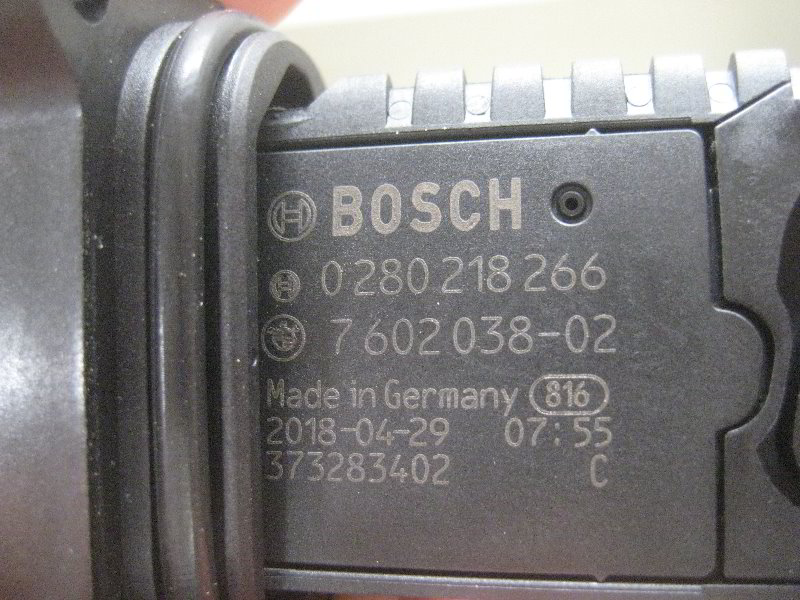 BOSCH
0 280 218 266
7 602 038-02
Made in Germany 816
2018-04-29 07:55
373283402 C